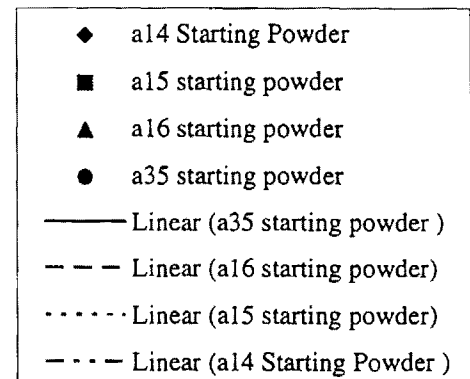 a14 Starting Powder
a15 starting powder
a16 starting powder
a35 starting powder
Linear (a35 starting powder )
Linear (a16 starting powder)
Linear (a15 starting powder)
Linear (a14 Starting Powder )